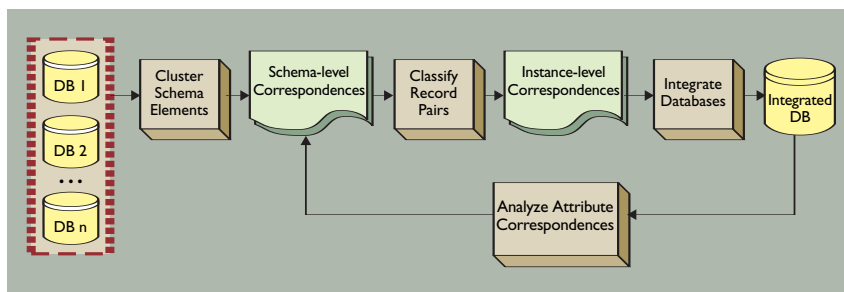 DB 1
DB 2
...
DB n
Cluster
Schema
Elements
Schema-level
Correspondences
Classify
Record
Pairs
Instance-level
Correspondences
Integrate
Databases
Integrated
DB
Analyze Attribute
Correspondences